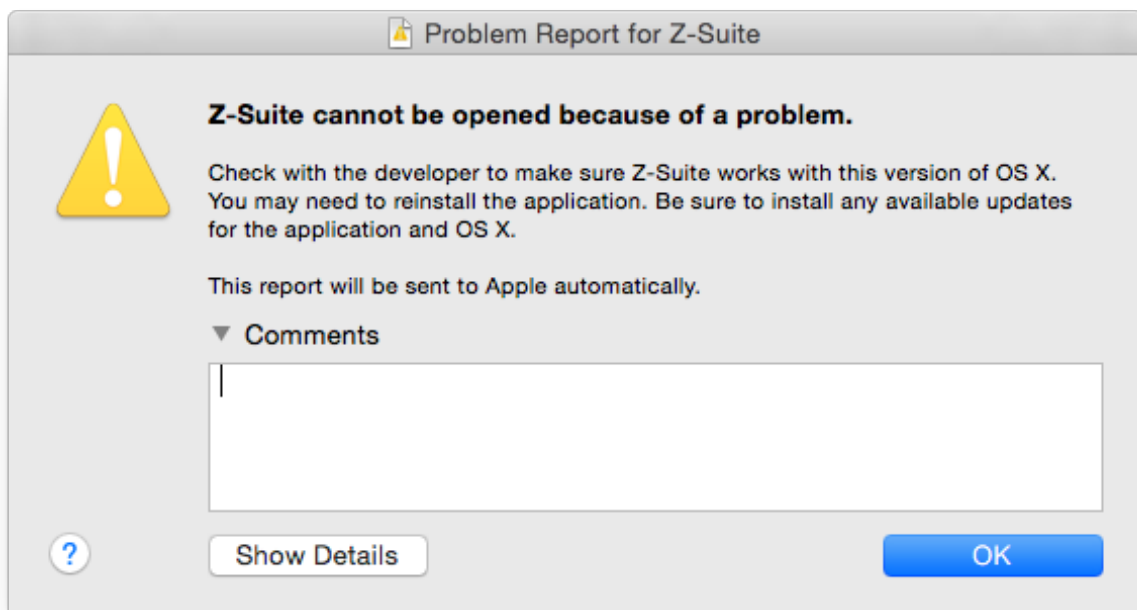 Problem Report for Z-Suite
Z-Suite cannot be opened because of a problem.
Check with the developer to make sure Z-Suite works with this version of OS X.
You may need to reinstall the application. Be sure to install any available updates
for the application and OS X.
This report will be sent to Apple automatically.
Comments
?
Show Details
OK